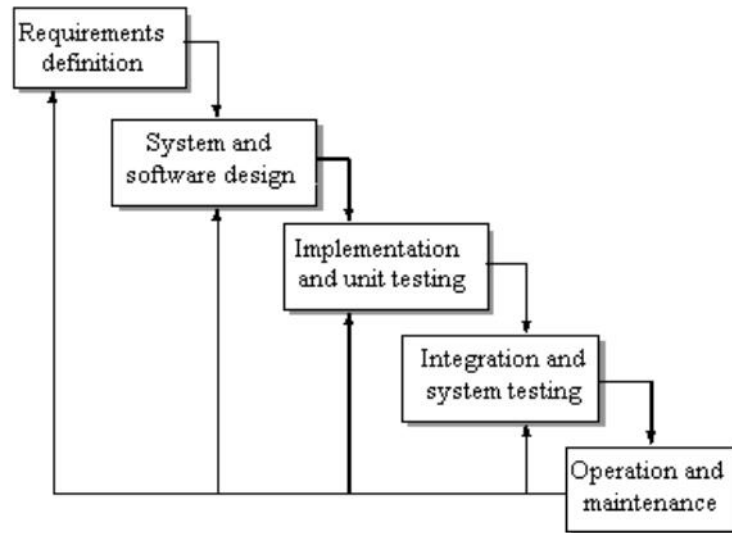 Requirements
definition
System and
software design
Implementation
and unit testing
Integration and
system testing
Operation and
maintenance